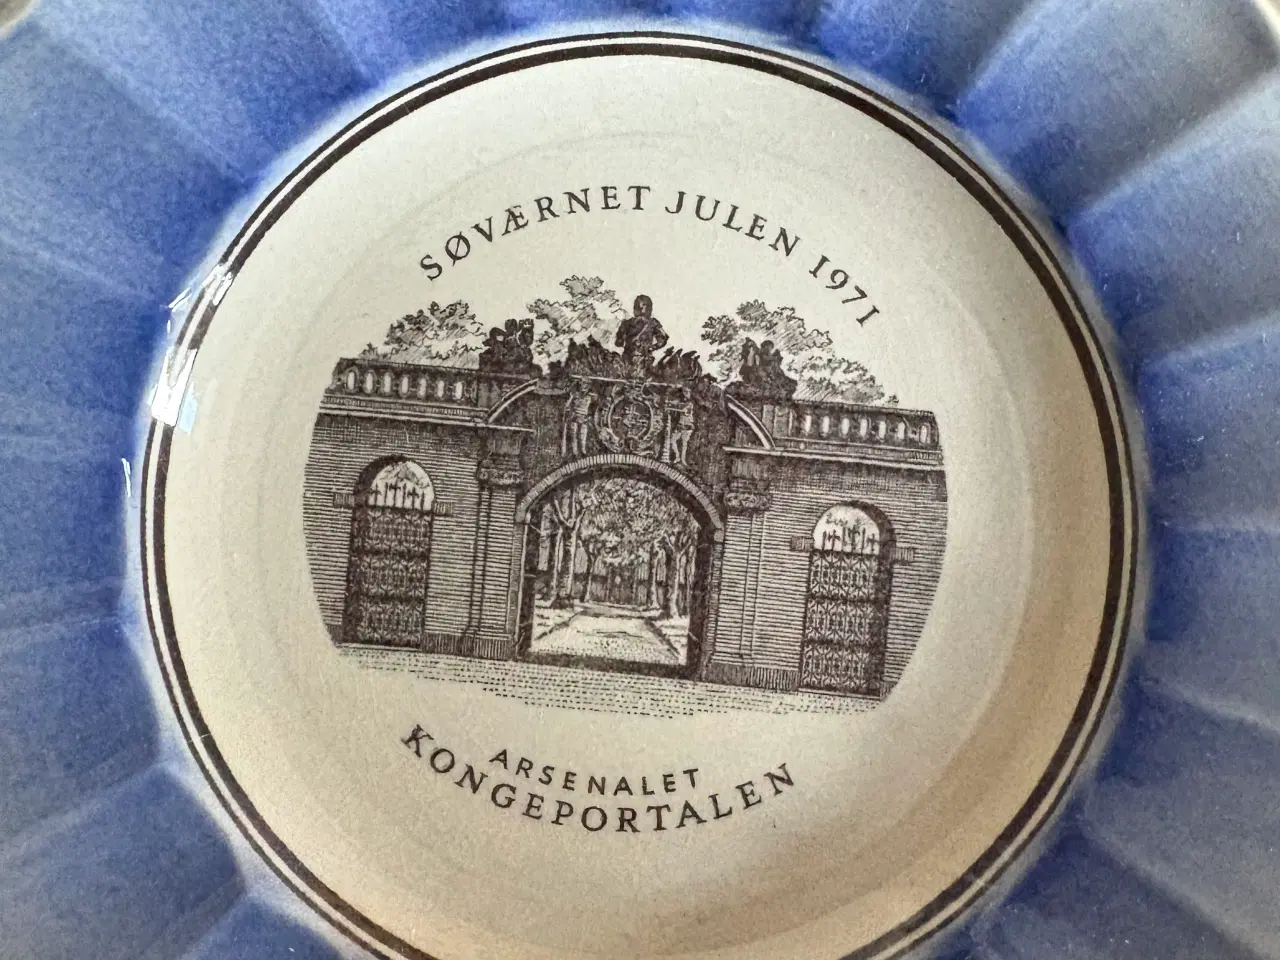 SØVÆRNET JULEN 1971
ARSENALET
KONGEPORTALEN